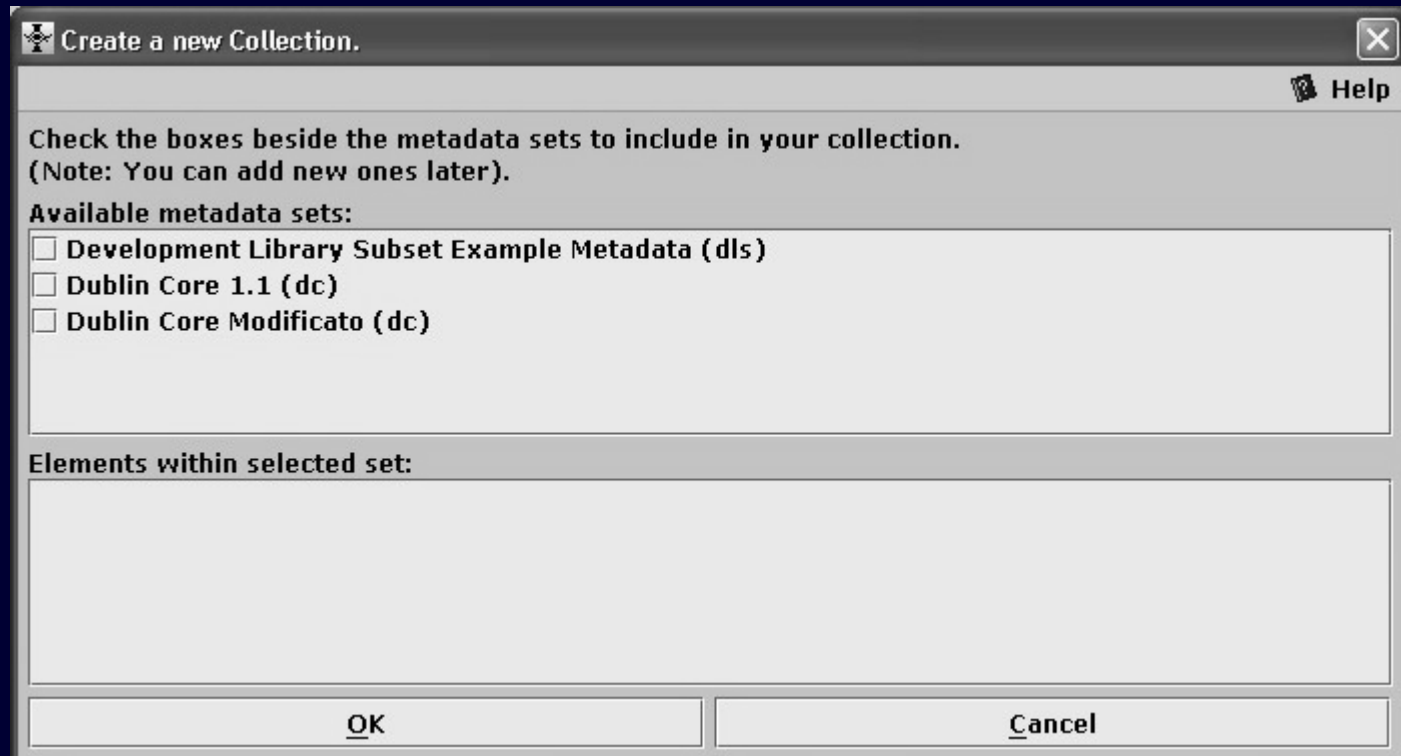 Create a new Collection.
Help
Check the boxes beside the metadata sets to include in your collection.
(Note: You can add new ones later).
Available metadata sets:
Development Library Subset Example Metadata (dls)
Dublin Core 1.1 (dc)
Dublin Core Modificato (dc)
Elements within selected set:
OK
Cancel